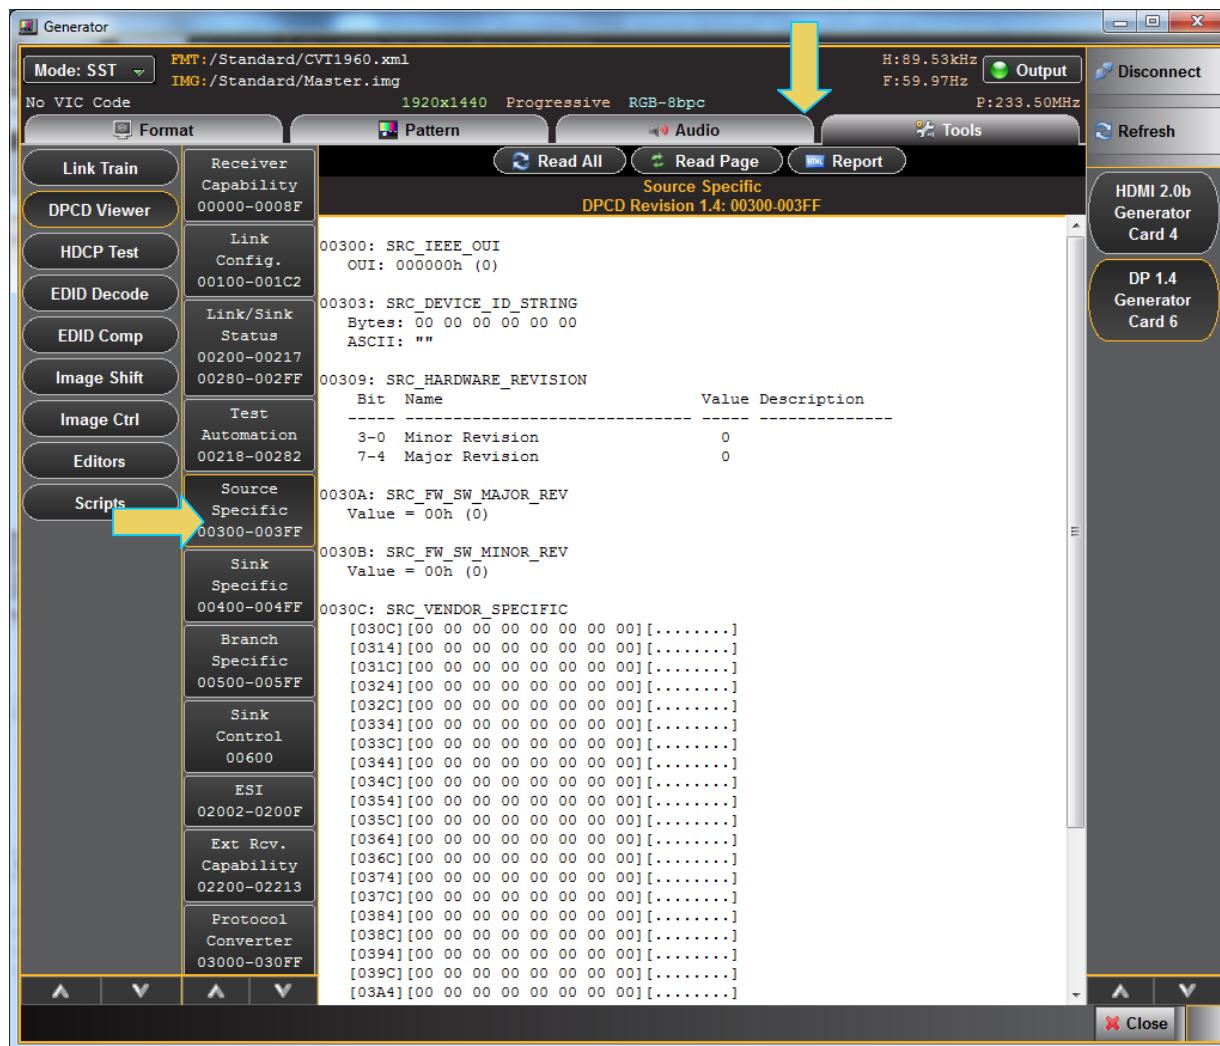 Generator
Mode: SST
FMT:/Standard/CVT1960.xml
IMG:/Standard/Master.img
H:89.53kHz
F:59.97Hz
Output
No VIC Code
1920x1440 Progressive RGB-8bpc
P:233.50MHz
Format
Pattern
Audio
Tools
Disconnect
Refresh
HDMI 2.0b
Generator
Card 4
DP 1.4
Generator
Card 6
Link Train
DPCD Viewer
HDCP Test
EDID Decode
EDID Comp
Image Shift
Image Ctrl
Editors
Scripts
Receiver
Capability
00000-0008F
Link
Config.
00100-001C2
Link/Sink
Status
00200-00217
00280-002FF
Test
Automation
00218-00282
Source
Specific
00300-003FF
Sink
Specific
00400-004FF
Branch
Specific
00500-005FF
Sink
Control
00600
ESI
02002-0200F
Ext Rcv.
Capability
02200-02213
Protocol
Converter
03000-030FF
Read All
Read Page
HTML Report
Source Specific
DPCD Revision 1.4: 00300-003FF
00300: SRC_IEEE_OUI
OUI: 000000h (0)
00303: SRC_DEVICE_ID_STRING
Bytes: 00 00 00 00 00 00
ASCII: ""
00309: SRC_HARDWARE_REVISION
Bit Name Value Description
----- ------------------------------ ----- --------------
3-0 Minor Revision 0
7-4 Major Revision 0
0030A: SRC_FW_SW_MAJOR_REV
Value = 00h (0)
0030B: SRC_FW_SW_MINOR_REV
Value = 00h (0)
0030C: SRC_VENDOR_SPECIFIC
[030C][00 00 00 00 00 00 00 00][........]
[0314][00 00 00 00 00 00 00 00][........]
[031C][00 00 00 00 00 00 00 00][........]
[0324][00 00 00 00 00 00 00 00][........]
[032C][00 00 00 00 00 00 00 00][........]
[0334][00 00 00 00 00 00 00 00][........]
[033C][00 00 00 00 00 00 00 00][........]
[0344][00 00 00 00 00 00 00 00][........]
[034C][00 00 00 00 00 00 00 00][........]
[0354][00 00 00 00 00 00 00 00][........]
[035C][00 00 00 00 00 00 00 00][........]
[0364][00 00 00 00 00 00 00 00][........]
[036C][00 00 00 00 00 00 00 00][........]
[0374][00 00 00 00 00 00 00 00][........]
[037C][00 00 00 00 00 00 00 00][........]
[0384][00 00 00 00 00 00 00 00][........]
[038C][00 00 00 00 00 00 00 00][........]
[0394][00 00 00 00 00 00 00 00][........]
[039C][00 00 00 00 00 00 00 00][........]
[03A4][00 00 00 00 00 00 00 00][........]
Close